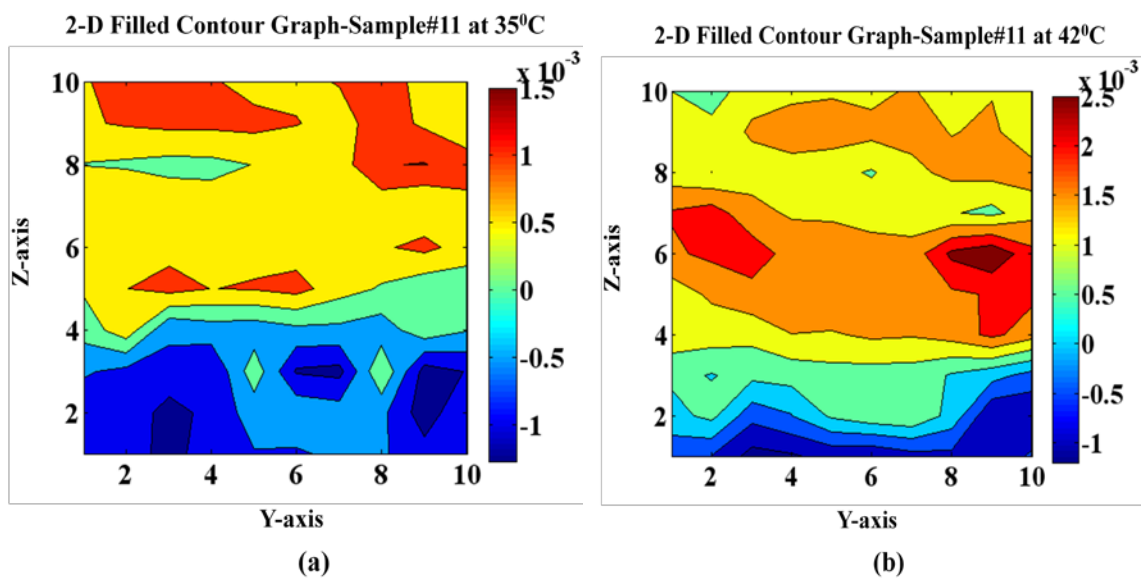 2-D Filled Contour Graph-Sample#11 at 35⁰C
x 10⁻³
10
8
6
4
2
2 4 6 8 10
1.5
1
0.5
0
-0.5
-1
Z-axis
Y-axis
(a)
2-D Filled Contour Graph-Sample#11 at 42⁰C
x 10⁻³
10
8
6
4
2
2 4 6 8 10
2.5
2
1.5
1
0.5
0
-0.5
-1
Z-axis
Y-axis
(b)